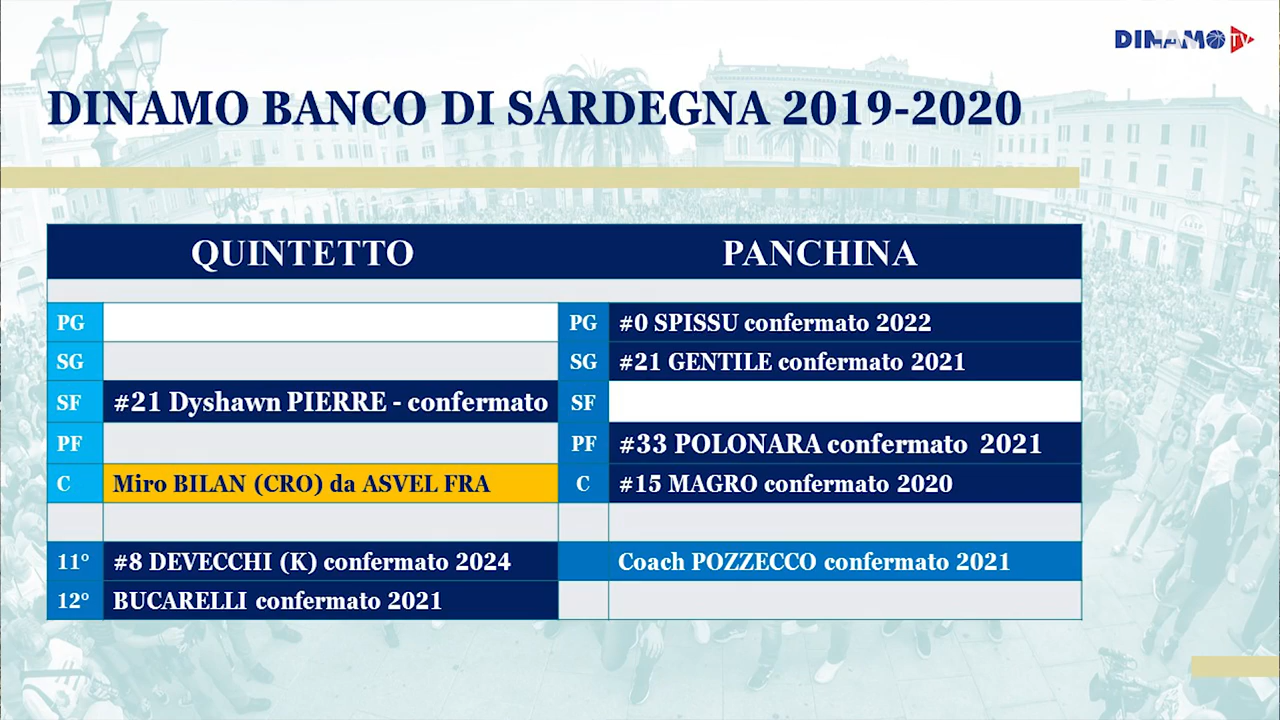 DINAMO TV
DINAMO BANCO DI SARDEGNA 2019-2020
QUINTETTO PANCHINA
PG PG #0 SPISSU confermato 2022
SG SG #21 GENTILE confermato 2021
SF #21 Dyshawn PIERRE - confermato SF
PF PF #33 POLONARA confermato 2021
C Miro BILAN (CRO) da ASVEL FRA C #15 MAGRO confermato 2020
11° #8 DEVECCHI (K) confermato 2024 Coach POZZECCO confermato 2021
12° BUCARELLI confermato 2021